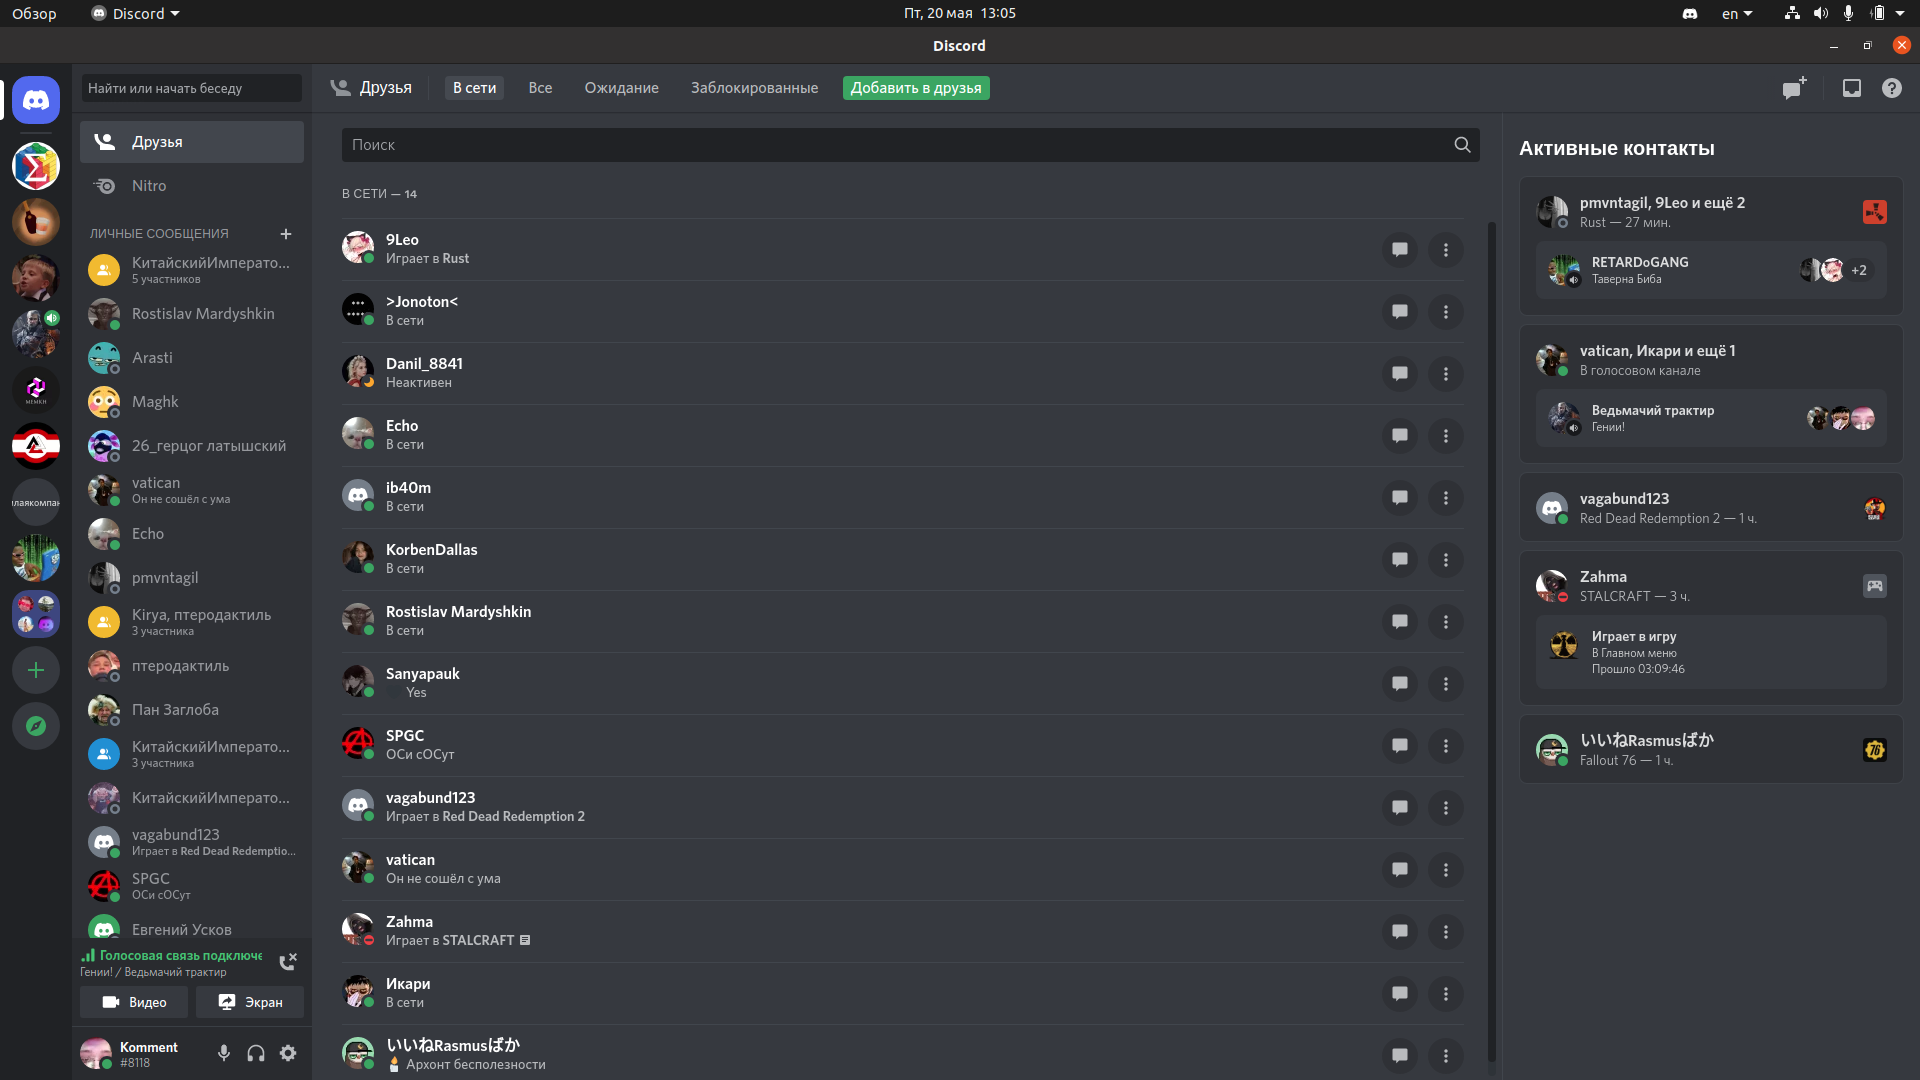 Обзор
Discord
Пт, 20 мая 13:05
en
Discord
Найти или начать беседу
Друзья
В сети
Все
Ожидание
Заблокированные
Добавить в друзья
Друзья
Nitro
ЛИЧНЫЕ СООБЩЕНИЯ
КитайскийИмперато...
5 участников
Rostislav Mardyshkin
Arasti
Maghk
26_герцог латышский
vatican
Он не сошёл с ума
Echo
pmvntagil
Kirya, птеродактиль
3 участника
птеродактиль
Пан Заглоба
КитайскийИмперато...
3 участника
КитайскийИмперато...
vagabund123
Играет в Red Dead Redemptio...
SPGC
ОСи сОСут
Евгений Усков
Голосовая связь подключе
Гении! / Ведьмачий трактир
Видео
Экран
Komment
#8118
MEMKH
лаякомпан
Поиск
В СЕТИ — 14
9Leo
Играет в Rust
>Jonoton<
В сети
Danil_8841
Неактивен
Echo
В сети
ib40m
В сети
KorbenDallas
В сети
Rostislav Mardyshkin
В сети
Sanyapauk
Yes
SPGC
ОСи сОСут
vagabund123
Играет в Red Dead Redemption 2
vatican
Он не сошёл с ума
Zahma
Играет в STALCRAFT
Икари
В сети
いいねRasmusばか
Архонт бесполезности
Активные контакты
pmvntagil, 9Leo и ещё 2
Rust — 27 мин.
RETARDoGANG
Таверна Биба
+2
vatican, Икари и ещё 1
В голосовом канале
Ведьмачий трактир
Гении!
vagabund123
Red Dead Redemption 2 — 1 ч.
Zahma
STALCRAFT — 3 ч.
Играет в игру
В Главном меню
Прошло 03:09:46
いいねRasmusばか
Fallout 76 — 1 ч.
76